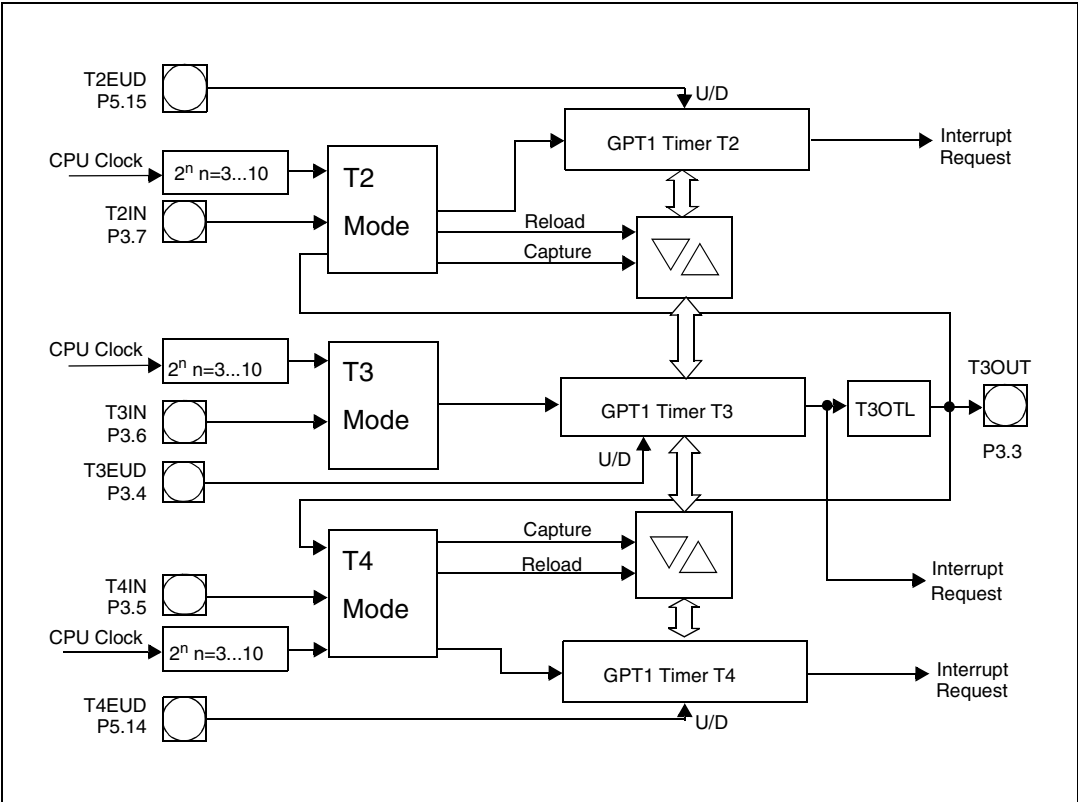 T2EUD
P5.15
U/D
GPT1 Timer T2
Interrupt
Request
CPU Clock
2ⁿ n=3...10
T2
Mode
T2IN
P3.7
Reload
Capture
CPU Clock
2ⁿ n=3...10
T3
Mode
T3IN
P3.6
GPT1 Timer T3
T3OTL
T3OUT
P3.3
T3EUD
P3.4
U/D
Capture
Reload
T4
Mode
T4IN
P3.5
Interrupt
Request
CPU Clock
2ⁿ n=3...10
GPT1 Timer T4
Interrupt
Request
T4EUD
P5.14
U/D